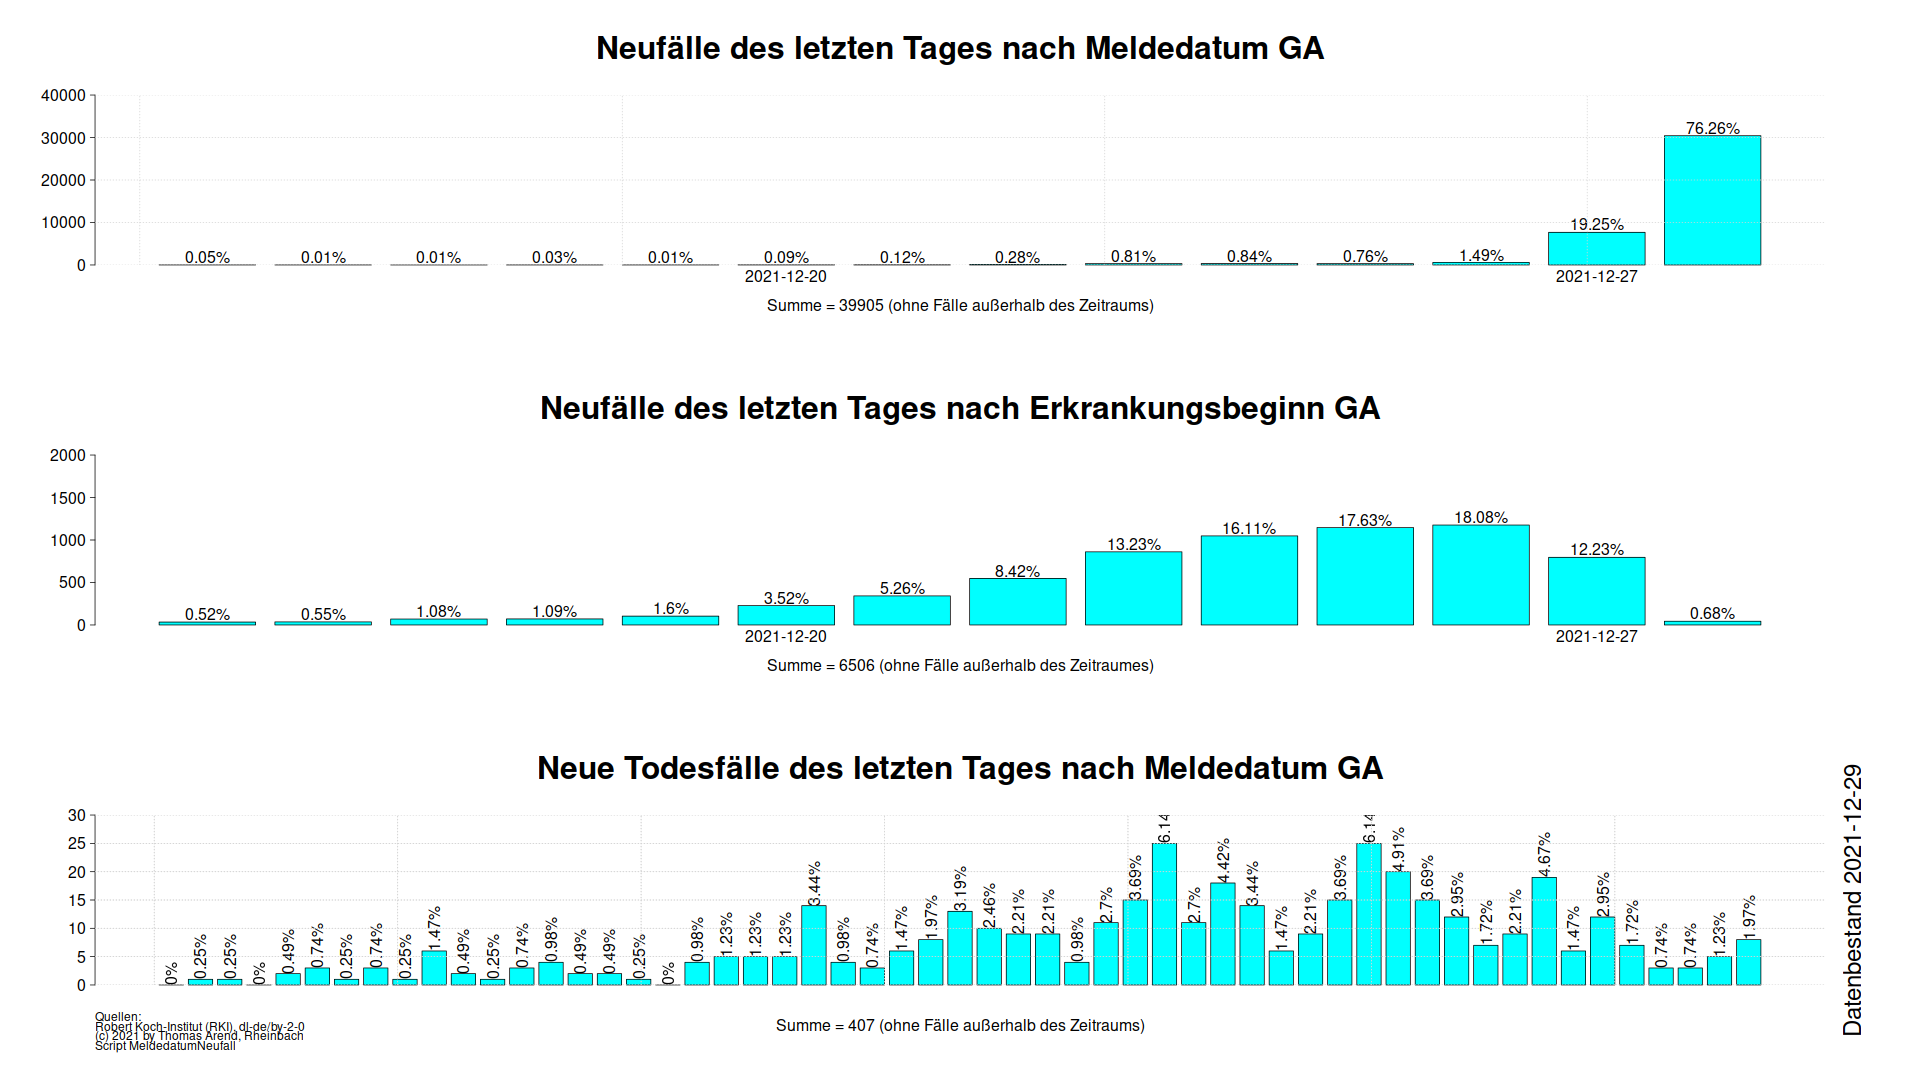 Neufälle des letzten Tages nach Meldedatum GA
40000
30000
20000
10000
0
0.05% 0.01% 0.01% 0.03% 0.01% 0.09% 0.12% 0.28% 0.81% 0.84% 0.76% 1.49% 19.25% 76.26%
2021-12-20 2021-12-27
Summe = 39905 (ohne Fälle außerhalb des Zeitraums)
Neufälle des letzten Tages nach Erkrankungsbeginn GA
2000
1500
1000
500
0
0.52% 0.55% 1.08% 1.09% 1.6% 3.52% 5.26% 8.42% 13.23% 16.11% 17.63% 18.08% 12.23% 0.68%
2021-12-20 2021-12-27
Summe = 6506 (ohne Fälle außerhalb des Zeitraumes)
Neue Todesfälle des letzten Tages nach Meldedatum GA
30
25
20
15
10
5
0
0% 0.25% 0.25% 0% 0.49% 0.74% 0.25% 0.74% 0.25% 1.47% 0.49% 0.25% 0.74% 0.98% 0.49% 0.49% 0.25% 0% 0.98% 1.23% 1.23% 1.23% 3.44% 0.98% 0.74% 1.47% 1.97% 3.19% 2.46% 2.21% 2.21% 0.98% 2.7% 3.69% 6.14 2.7% 4.42% 3.44% 1.47% 2.21% 3.69% 6.14 4.91% 3.69% 2.95% 1.72% 2.21% 4.67% 1.47% 2.95% 1.72% 0.74% 0.74% 1.23% 1.97%
Summe = 407 (ohne Fälle außerhalb des Zeitraums)
Quellen:
Robert Koch-Institut (RKI), dl-de/by-2-0
(c) 2021 by Thomas Arend, Rheinbach
Script MeldedatumNeufall
Datenbestand 2021-12-29